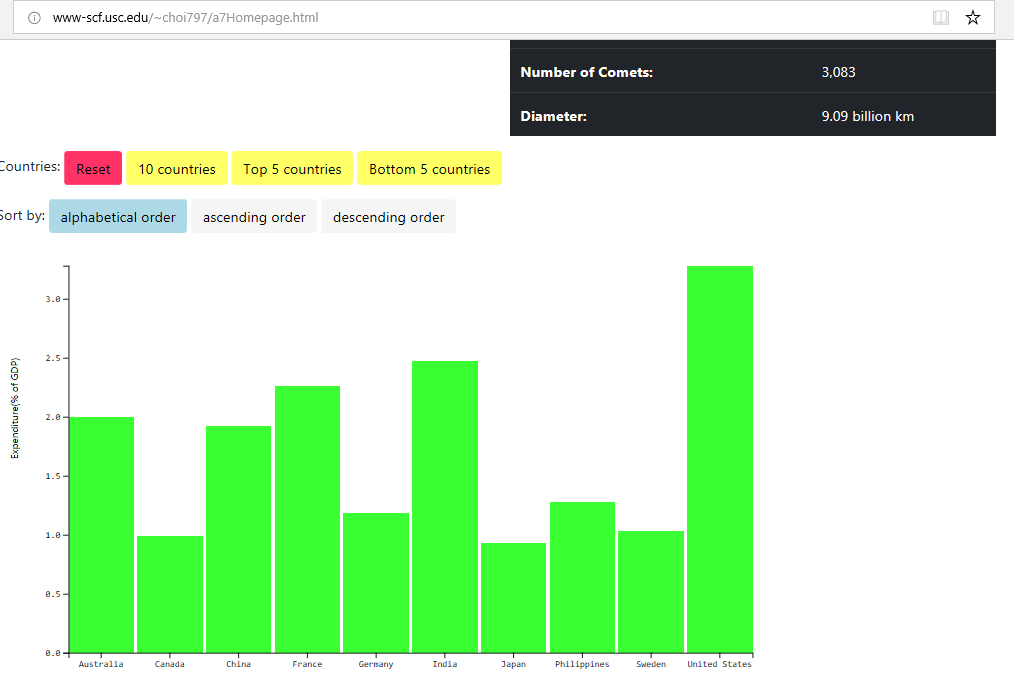 www-scf.usc.edu/~choi797/a7Homepage.html
Number of Comets: 3,083
Diameter: 9.09 billion km
Countries: Reset 10 countries Top 5 countries Bottom 5 countries
Sort by: alphabetical order ascending order descending order
Expenditure(% of GDP)
3.0
2.5
2.0
1.5
1.0
0.5
0.0
Australia Canada China France Germany India Japan Philippines Sweden United States